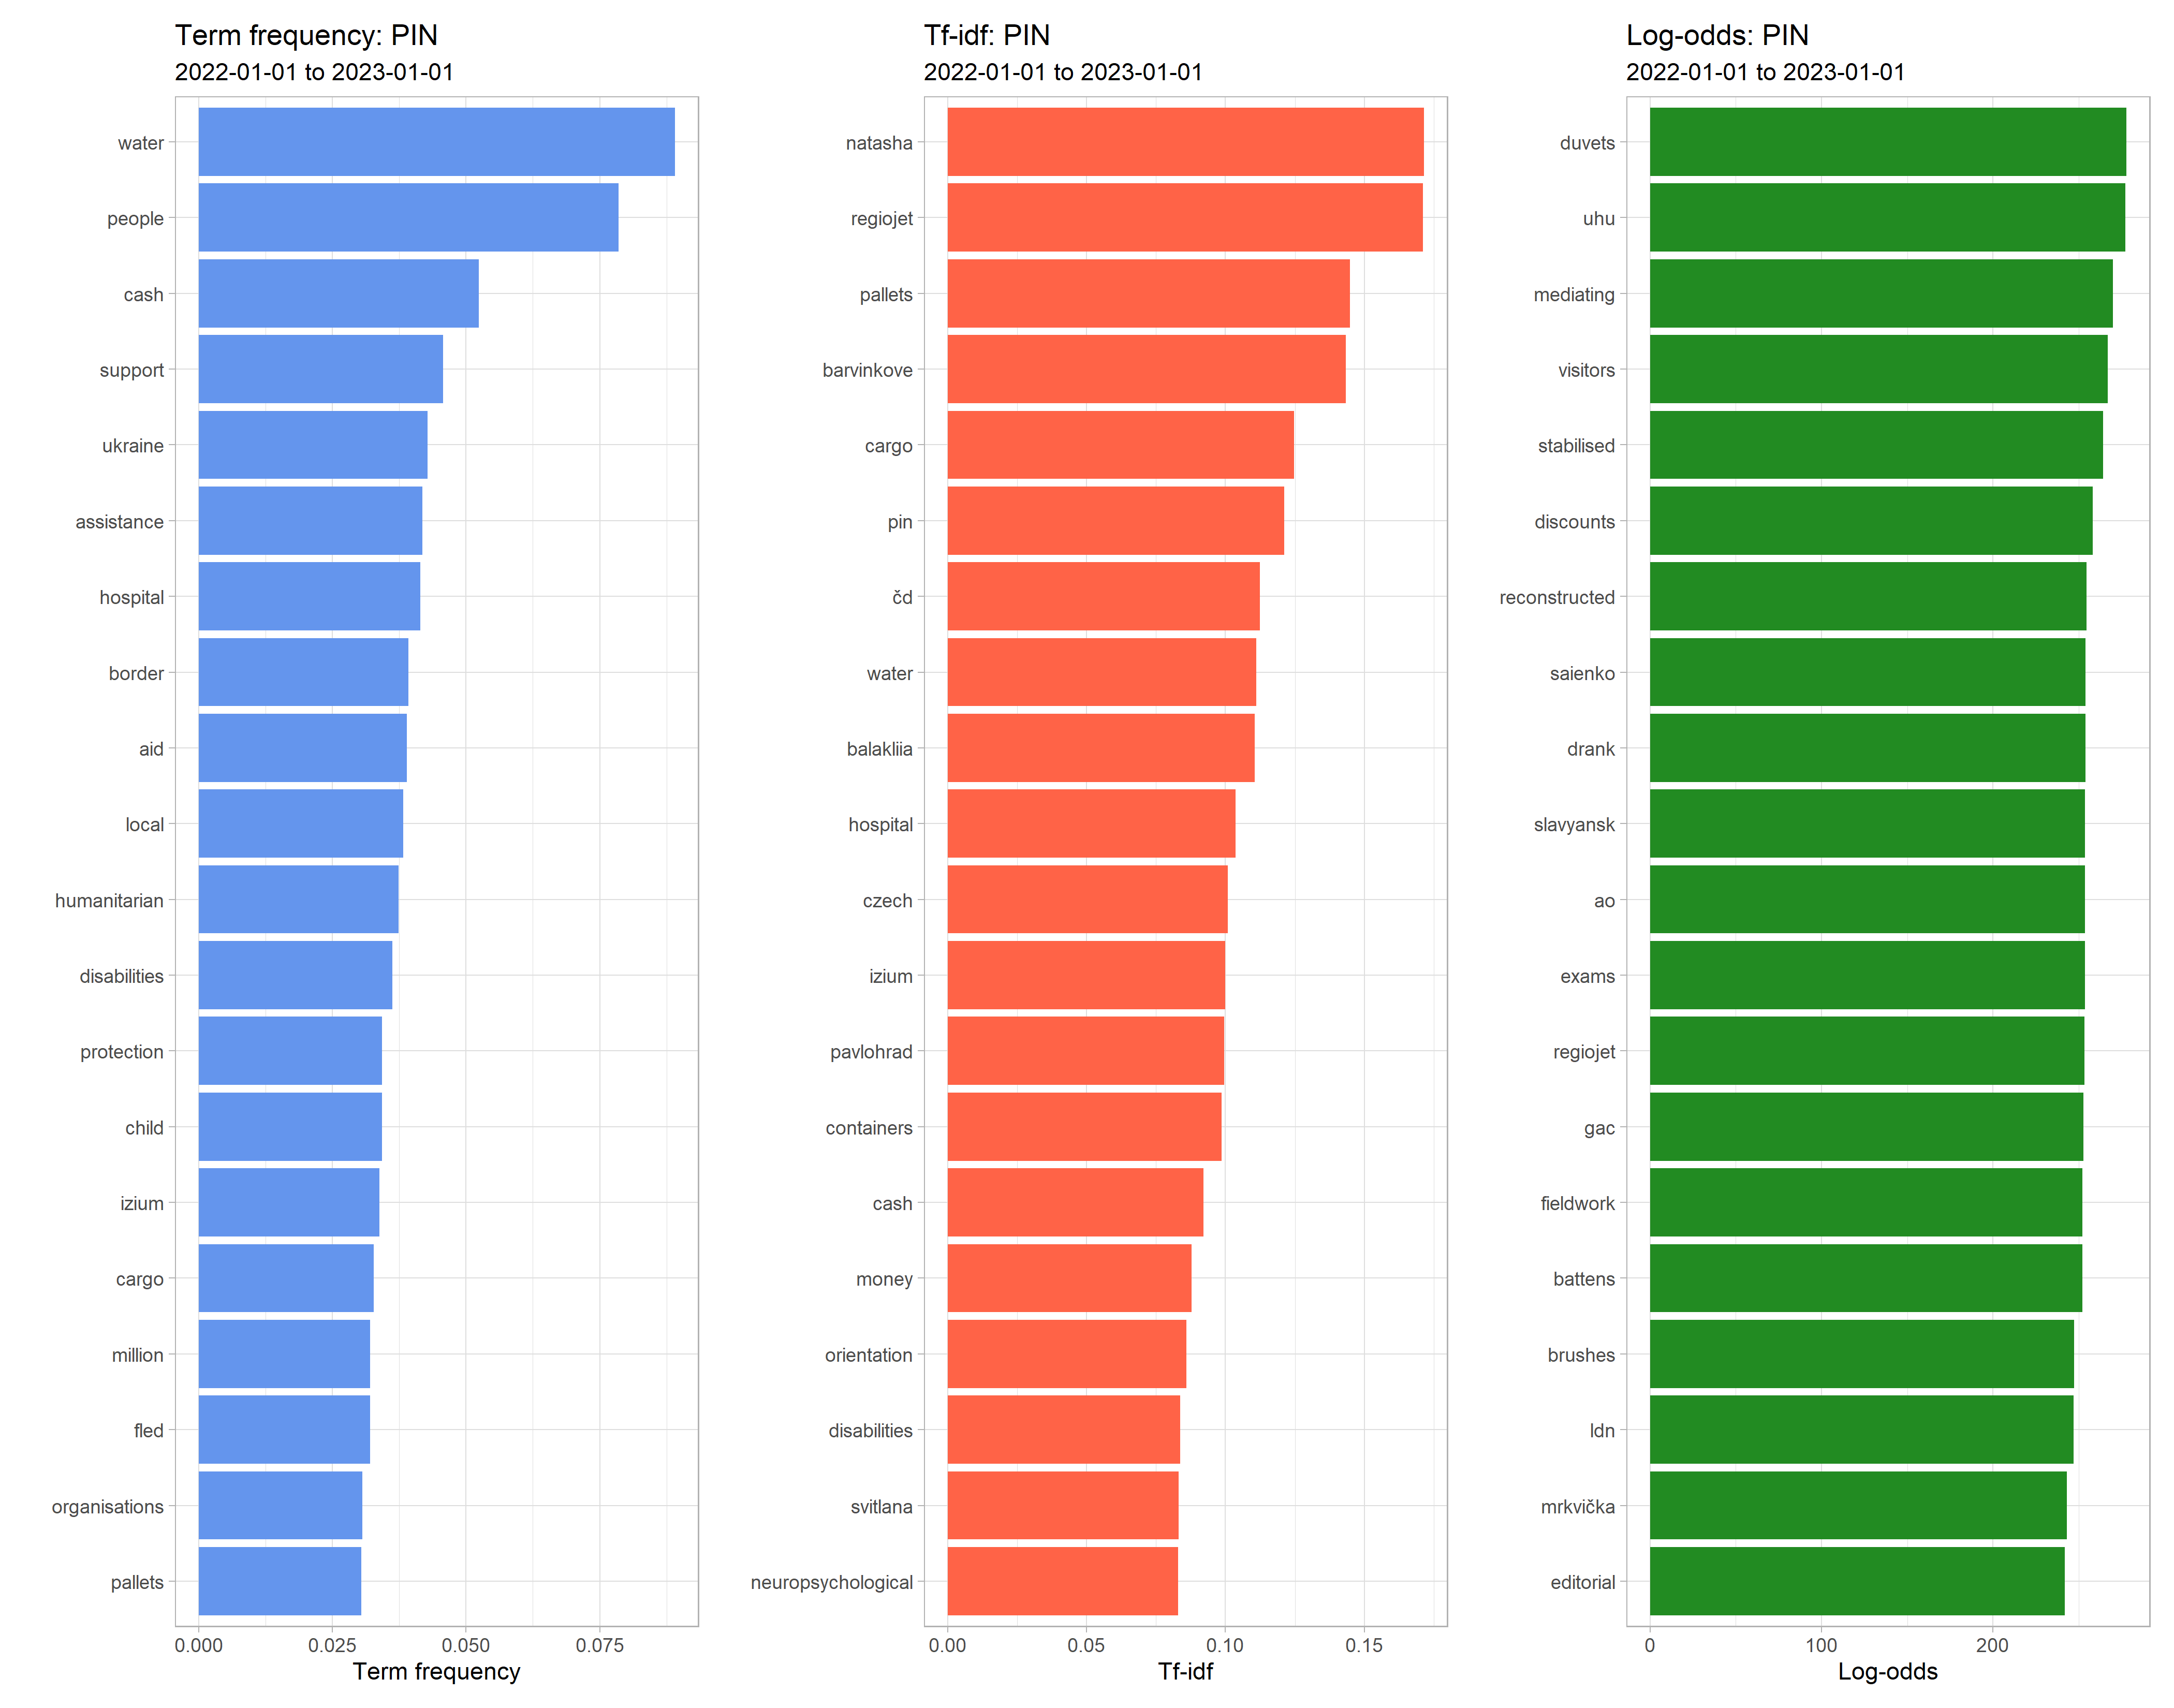 Term frequency: PIN
2022-01-01 to 2023-01-01
water
people
cash
support
ukraine
assistance
hospital
border
aid
local
humanitarian
disabilities
protection
child
izium
cargo
million
fled
organisations
pallets
0.000 0.025 0.050 0.075
Term frequency
Tf-idf: PIN
2022-01-01 to 2023-01-01
natasha
regiojet
pallets
barvinkove
cargo
pin
čd
water
balakliia
hospital
czech
izium
pavlohrad
containers
cash
money
orientation
disabilities
svitlana
neuropsychological
0.00 0.05 0.10 0.15
Tf-idf
Log-odds: PIN
2022-01-01 to 2023-01-01
duvets
uhu
mediating
visitors
stabilised
discounts
reconstructed
saienko
drank
slavyansk
ao
exams
regiojet
gac
fieldwork
battens
brushes
ldn
mrkvička
editorial
0 100 200
Log-odds